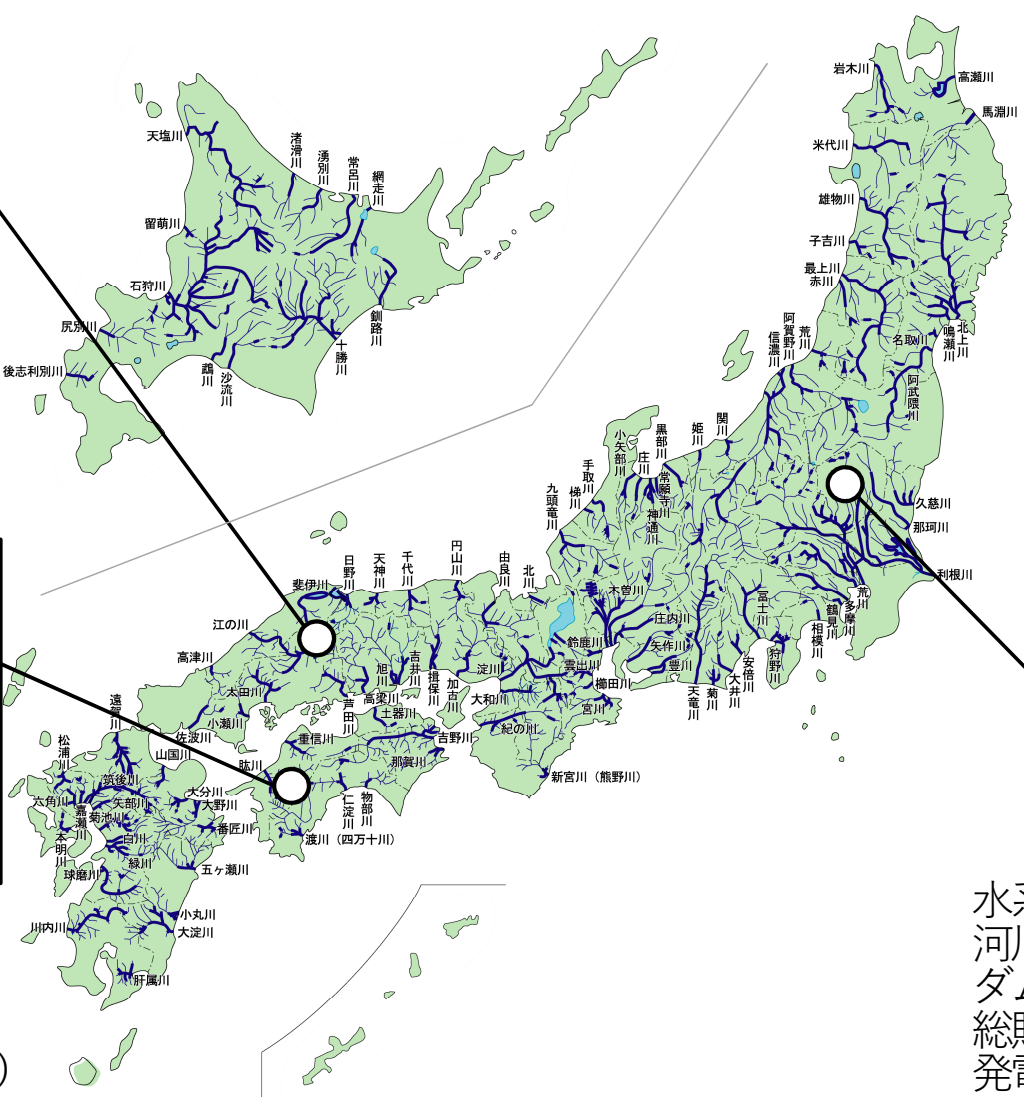 天塩川
渚滑川
湧別川
常呂川
網走川
留萌川
石狩川
尻別川
後志利別川
鵡川
沙流川
十勝川
釧路川
岩木川
高瀬川
馬淵川
米代川
雄物川
子吉川
最上川
赤川
荒川
阿賀野川
信濃川
名取川
鳴瀬川
北上川
阿武隈川
関川
姫川
黒部川
常願寺川
神通川
庄川
小矢部川
手取川
梯川
九頭竜川
久慈川
那珂川
利根川
荒川
多摩川
鶴見川
相模川
狩野川
富士川
安倍川
大井川
菊川
天竜川
豊川
矢作川
庄内川
木曽川
鈴鹿川
雲出川
櫛田川
宮川
北川
由良川
円山川
千代川
天神川
日野川
斐伊川
江の川
高津川
太田川
小瀬川
佐波川
芦田川
高梁川
旭川
吉井川
揖保川
加古川
淀川
大和川
紀の川
新宮川（熊野川）
土器川
重信川
吉野川
那賀川
肱川
仁淀川
物部川
渡川（四万十川）
遠賀川
松浦川
山国川
筑後川
六角川
嘉瀬川
矢部川
菊池川
大分川
大野川
番匠川
本明川
白川
緑川
球磨川
五ヶ瀬川
川内川
小丸川
大淀川
肝属川
水系
河川
ダム
総貯
発電
）